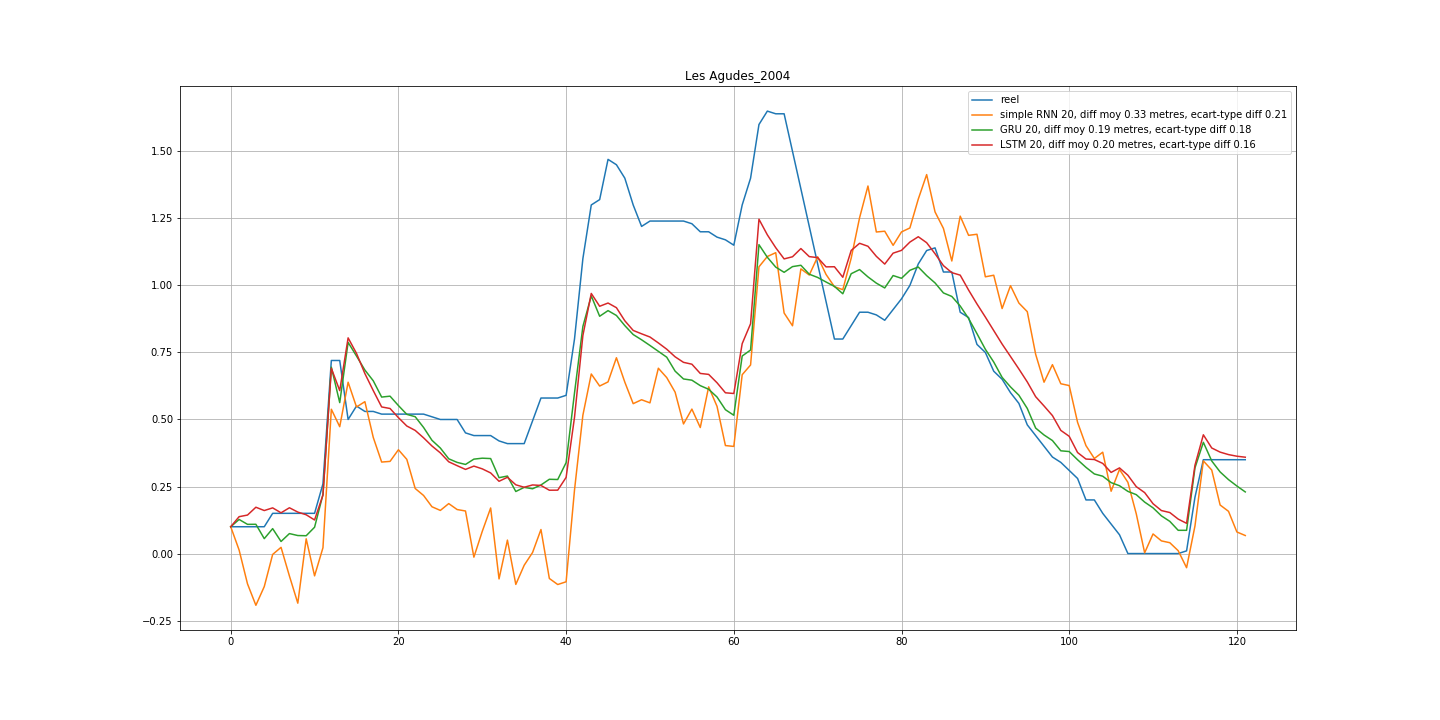 Les Agudes_2004
reel
simple RNN 20, diff moy 0.33 metres, ecart-type diff 0.21
GRU 20, diff moy 0.19 metres, ecart-type diff 0.18
LSTM 20, diff moy 0.20 metres, ecart-type diff 0.16
1.50
1.25
1.00
0.75
0.50
0.25
0.00
−0.25
0 20 40 60 80 100 120